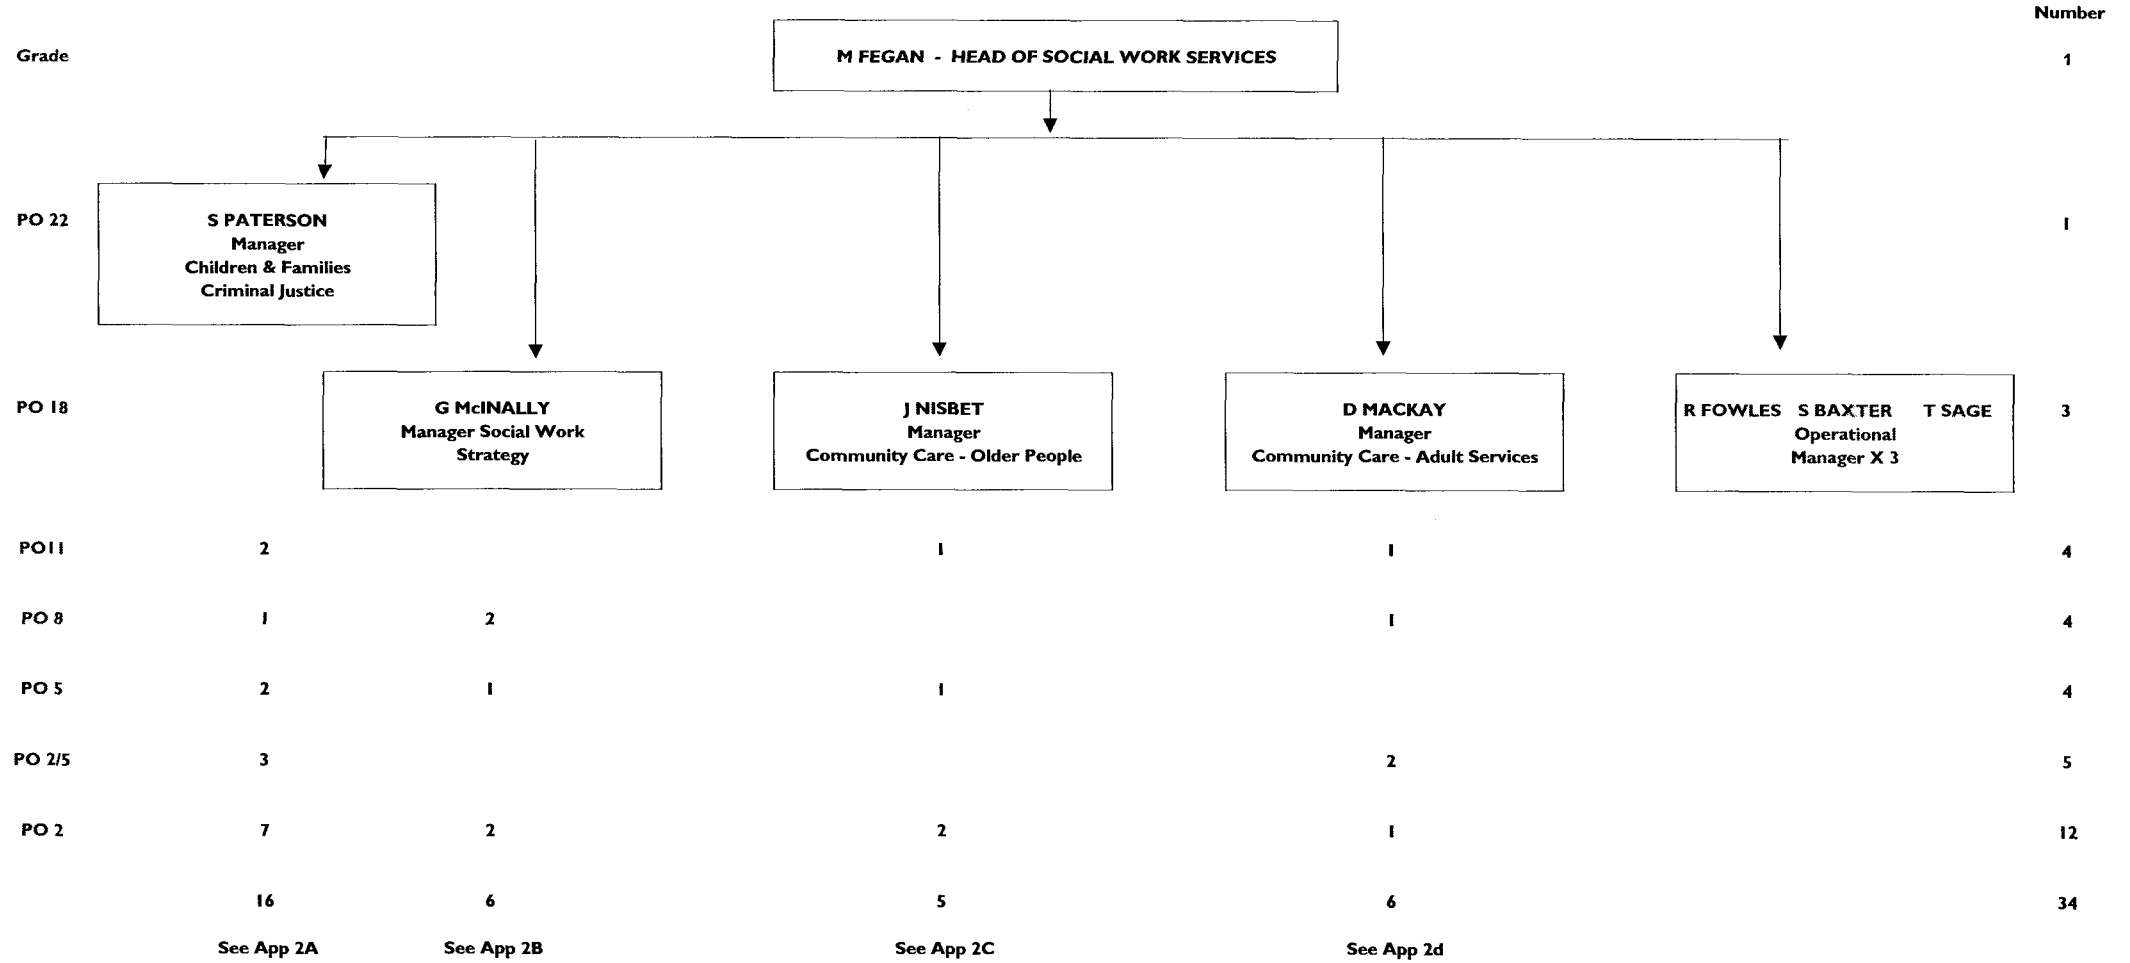 Number
Grade M FEGAN - HEAD OF SOCIAL WORK SERVICES 1
PO 22 S PATERSON 1
Manager
Children & Families
Criminal Justice
PO 18 G McINALLY J NISBET D MACKAY R FOWLES S BAXTER T SAGE 3
Manager Social Work Manager Manager Operational
Strategy Community Care - Older People Community Care - Adult Services Manager X 3
PO11 2 1 1 4
PO 8 1 2 1 4
PO 5 2 1 1 4
PO 2/5 3 2 5
PO 2 7 2 2 1 12
16 6 5 6 34
See App 2A See App 2B See App 2C See App 2d